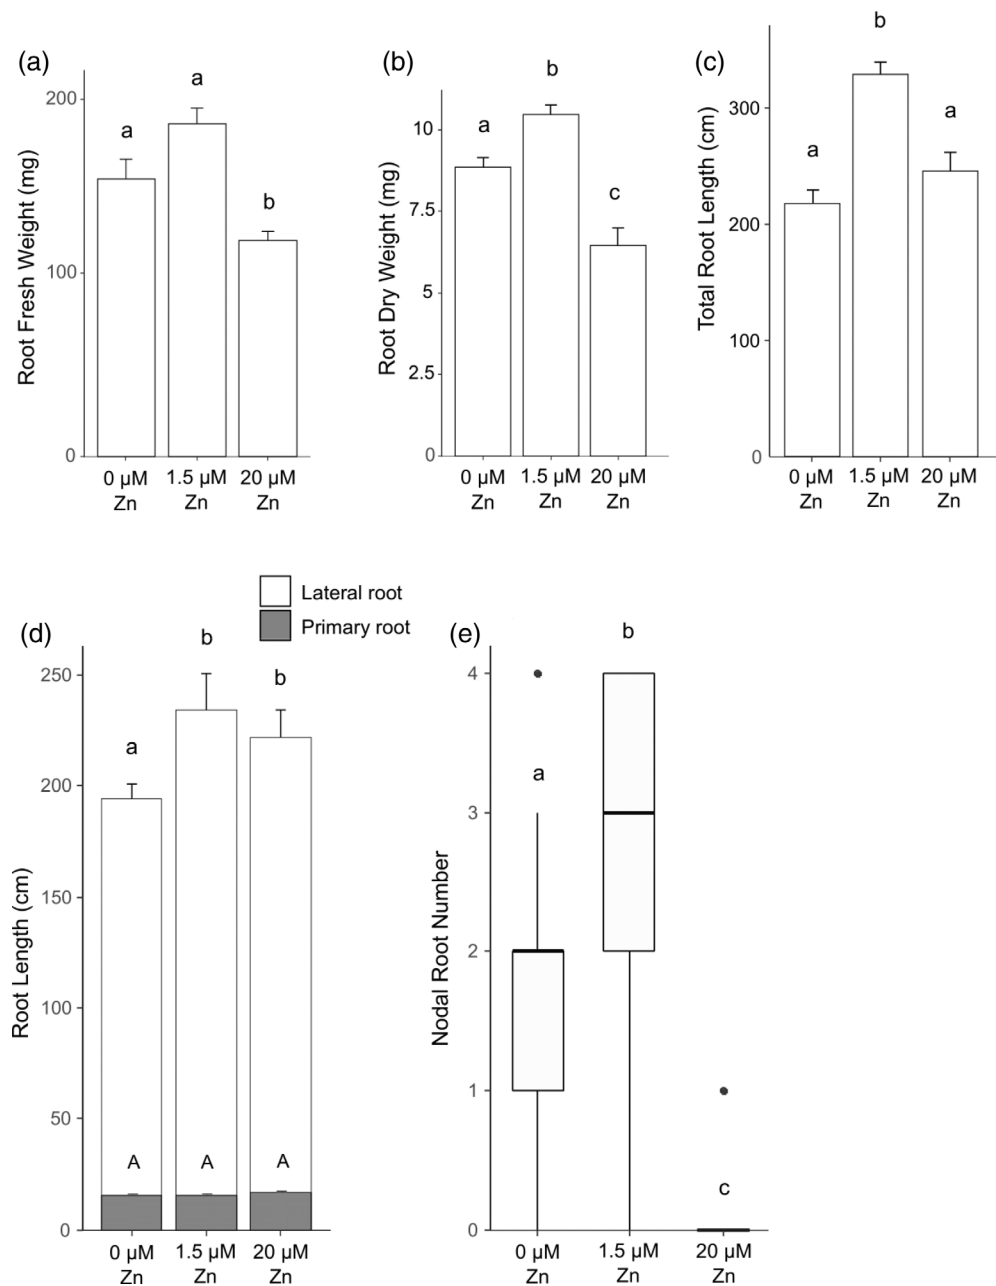 (a)
Root Fresh Weight (mg)
200
100
0
a
a
b
0 µM
Zn
1.5 µM
Zn
20 µM
Zn
(b)
Root Dry Weight (mg)
10
7.5
5
2.5
0
a
b
c
0 µM
Zn
1.5 µM
Zn
20 µM
Zn
(c)
Total Root Length (cm)
300
200
100
0
a
b
a
0 µM
Zn
1.5 µM
Zn
20 µM
Zn
Lateral root
Primary root
(d)
Root Length (cm)
250
200
150
100
50
0
a
b
b
A
A
A
0 µM
Zn
1.5 µM
Zn
20 µM
Zn
(e)
Nodal Root Number
4
3
2
1
0
a
b
c
0 µM
Zn
1.5 µM
Zn
20 µM
Zn